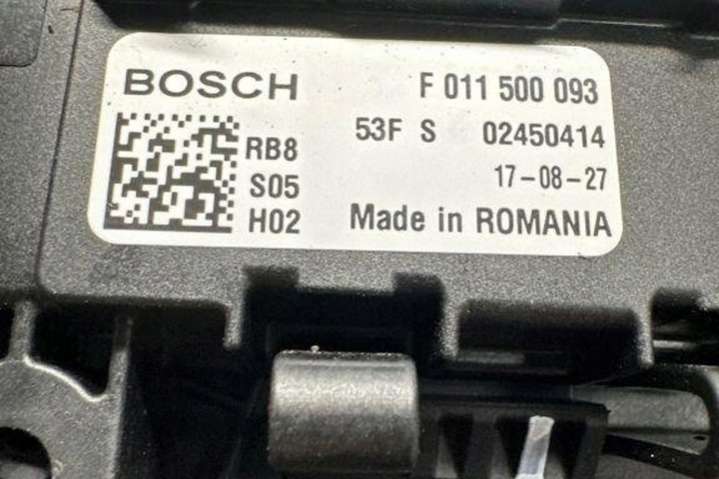 BOSCH F 011 500 093
RB8 53F S 02450414
S05 17-08-27
H02 Made in ROMANIA